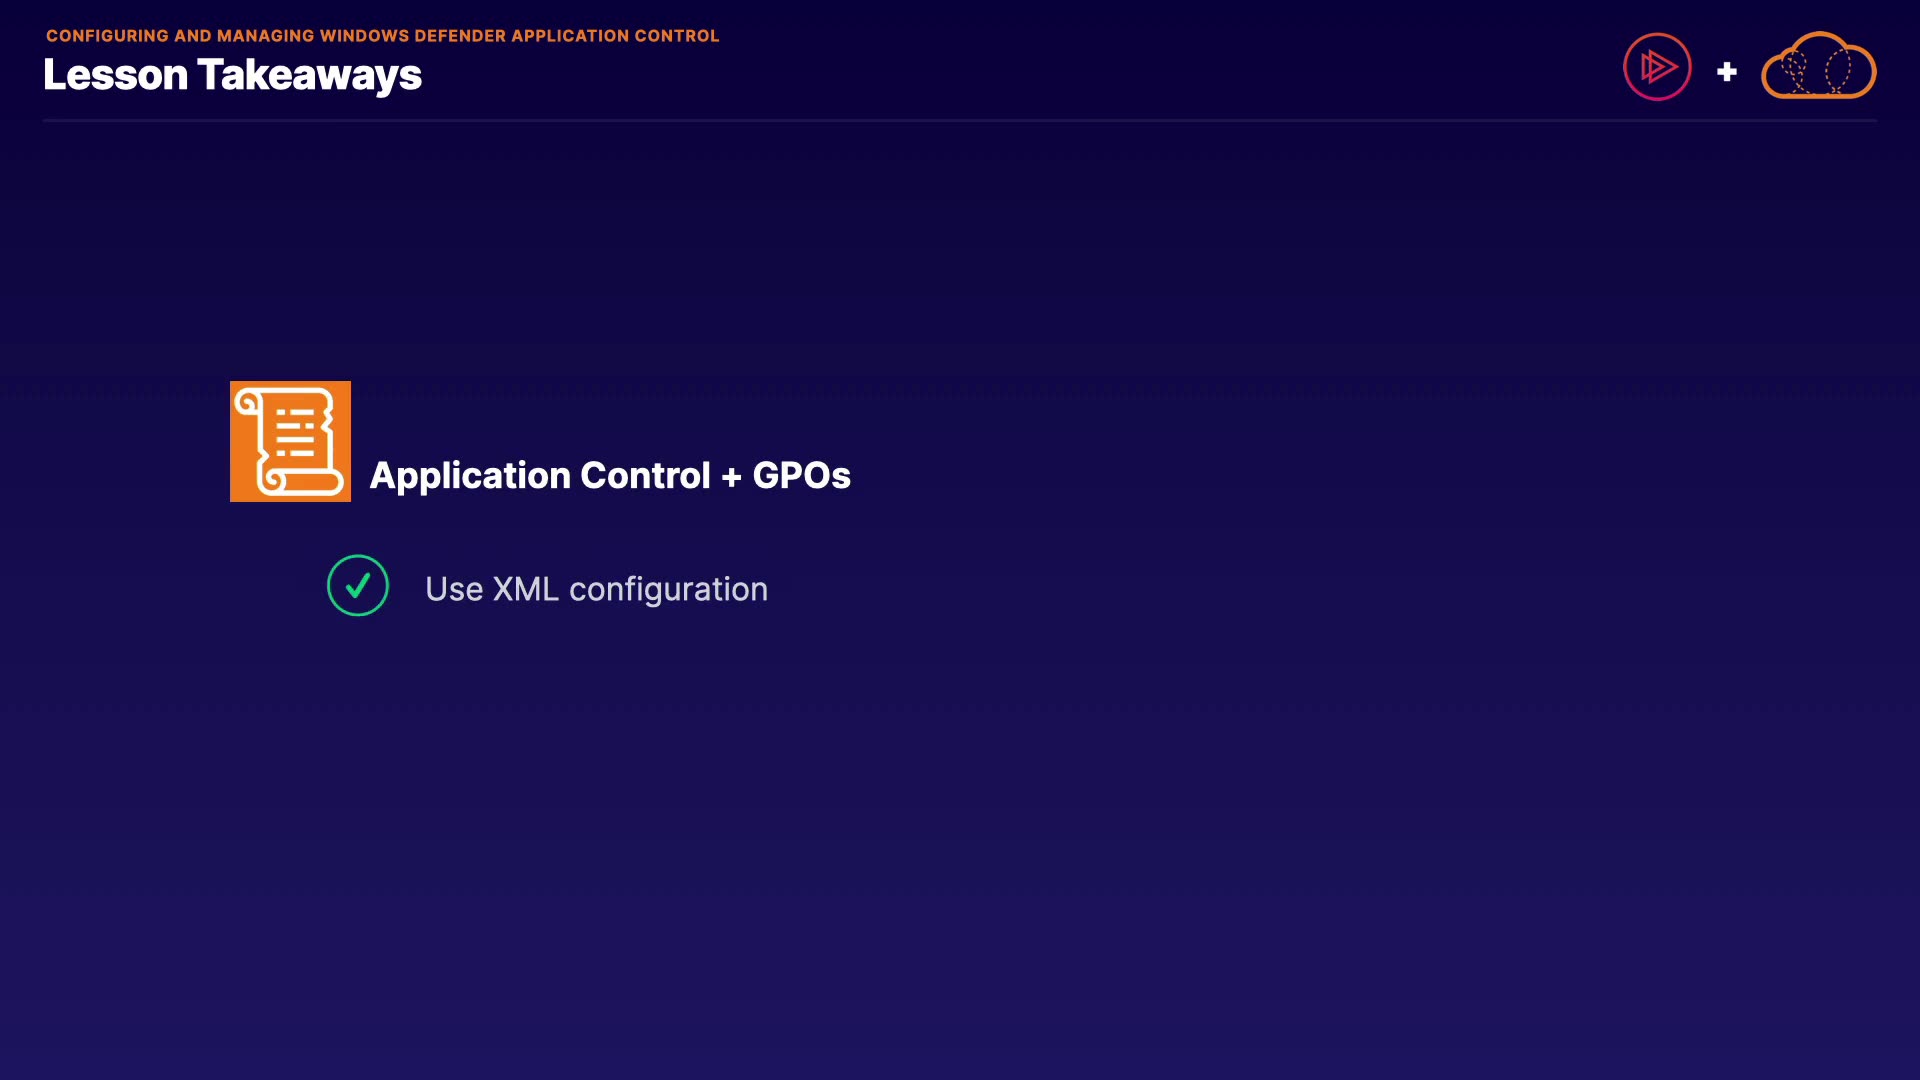 CONFIGURING AND MANAGING WINDOWS DEFENDER APPLICATION CONTROL
Lesson Takeaways
Application Control + GPOs
Use XML configuration